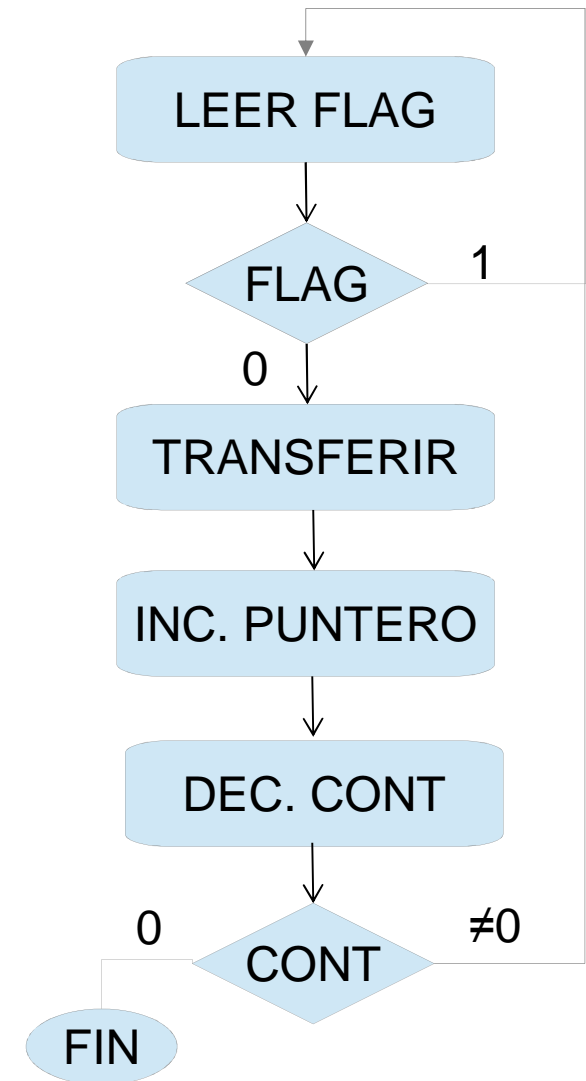 LEER FLAG
FLAG
1
0
TRANSFERIR
INC. PUNTERO
DEC. CONT
0
≠0
CONT
FIN